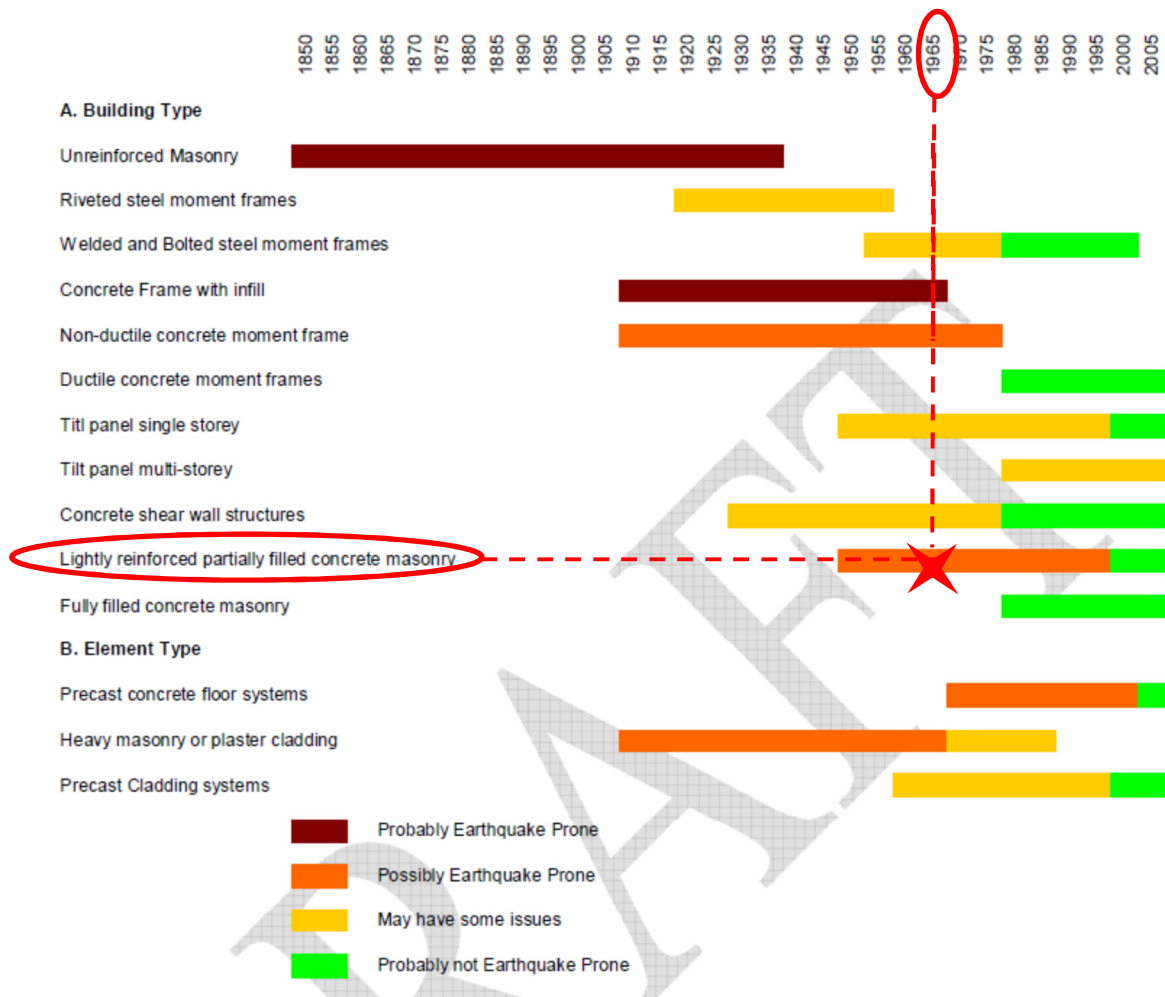 1850 1855 1860 1865 1870 1875 1880 1885 1890 1895 1900 1905 1910 1915 1920 1925 1930 1935 1940 1945 1950 1955 1960 1965 1970 1975 1980 1985 1990 1995 2000 2005
A. Building Type
Unreinforced Masonry
Riveted steel moment frames
Welded and Bolted steel moment frames
Concrete Frame with infill
Non-ductile concrete moment frame
Ductile concrete moment frames
Titl panel single storey
Tilt panel multi-storey
Concrete shear wall structures
Lightly reinforced partially filled concrete masonry
Fully filled concrete masonry
B. Element Type
Precast concrete floor systems
Heavy masonry or plaster cladding
Precast Cladding systems
Probably Earthquake Prone
Possibly Earthquake Prone
May have some issues
Probably not Earthquake Prone